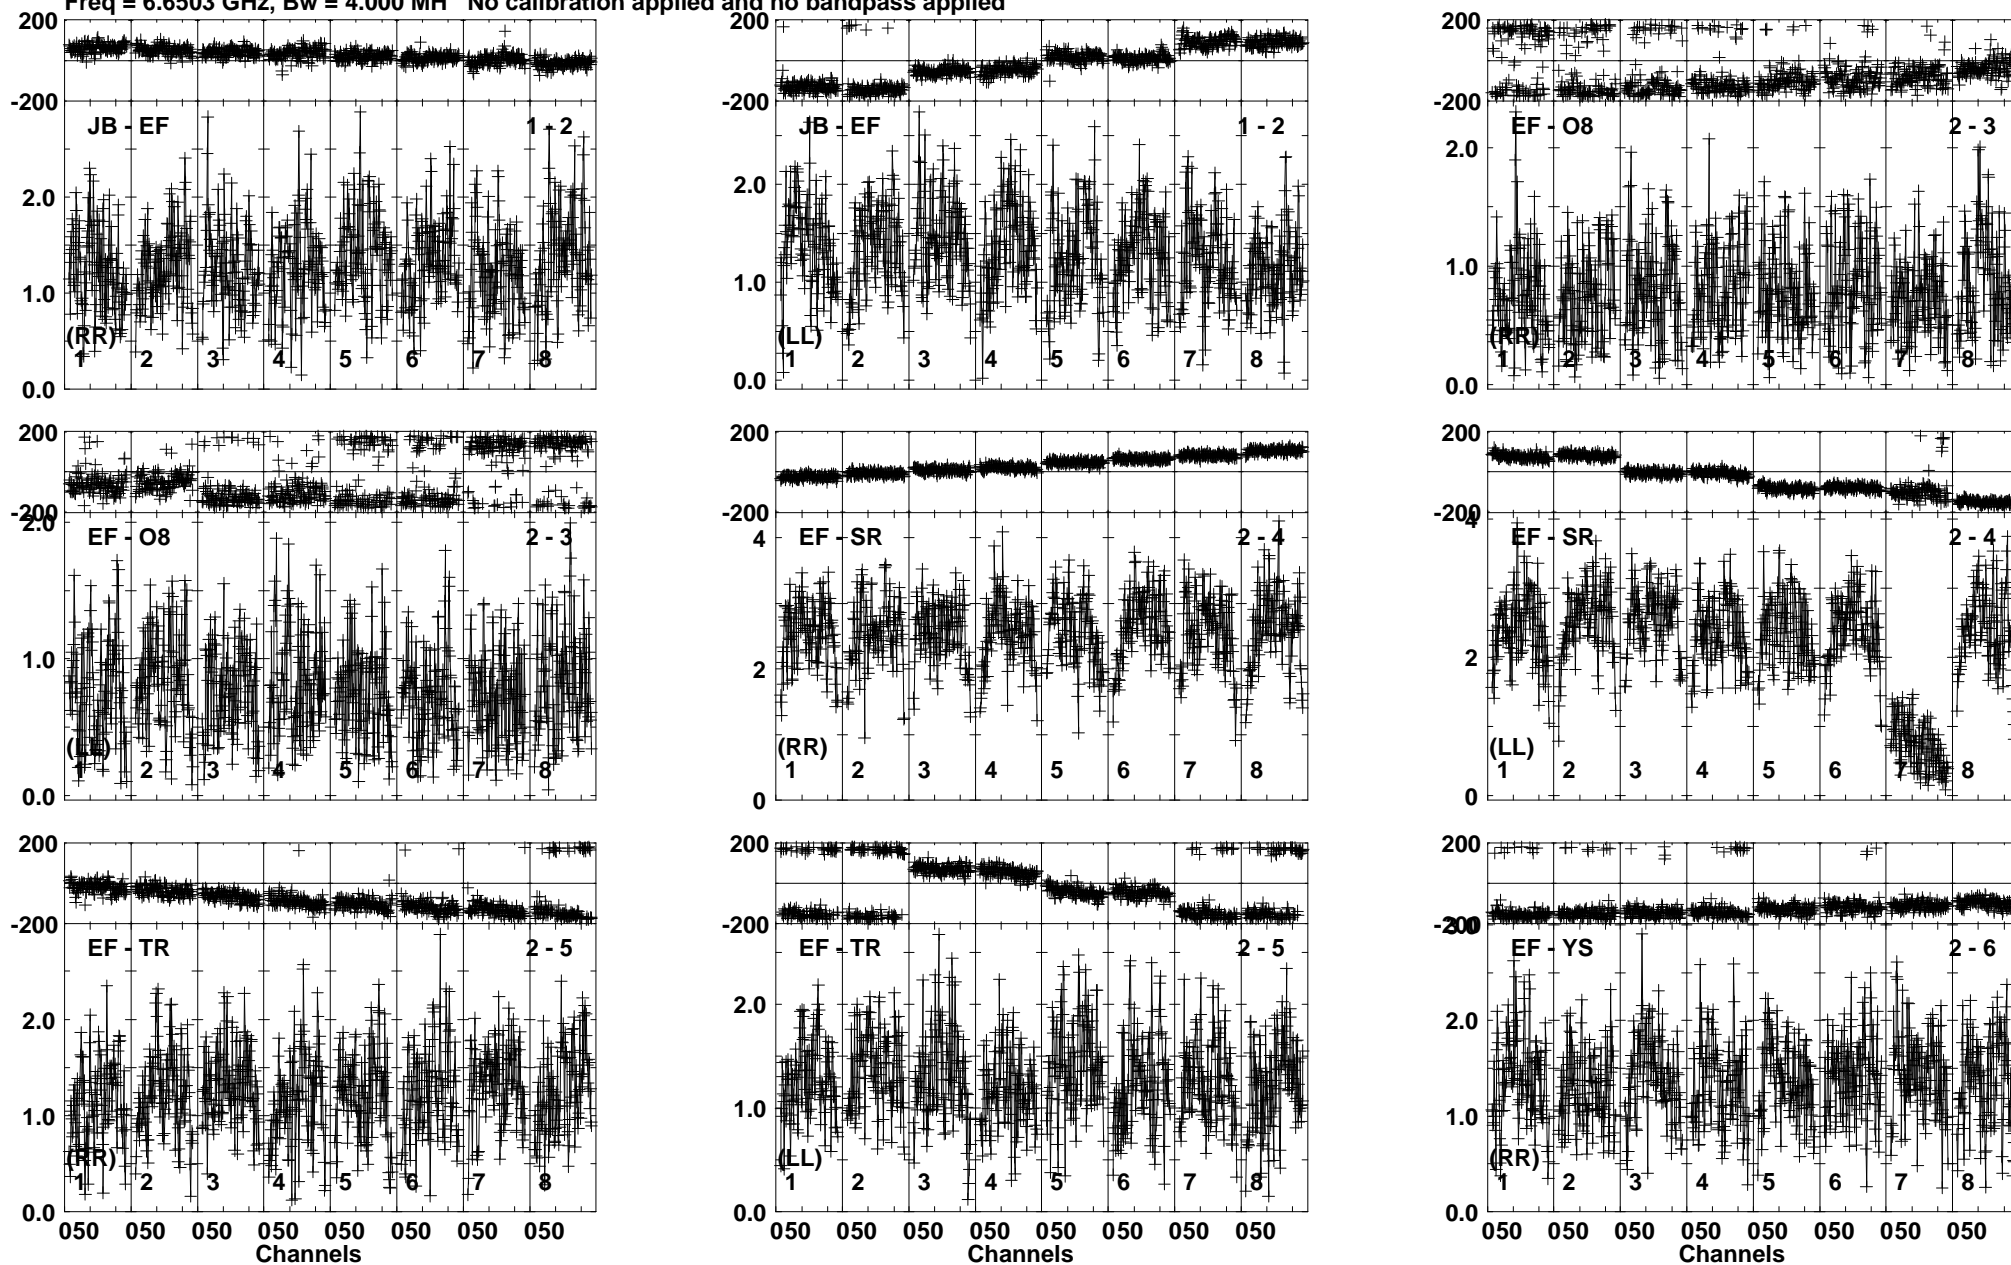 Freq = 6.6503 GHz, Bw = 4.000 MH No calibration applied and no bandpass applied
200 200 200
-200 -200 -200
JB - EF 1 - 2 JB - EF 1 - 2 EF - O8 2 - 3
2.0 2.0 2.0
1.0 1.0 1.0
(RR) (LL) (RR)
1 2 3 4 5 6 7 8 1 2 3 4 5 6 7 8 1 2 3 4 5 6 7 8
0.0 0.0 0.0
200 200 200
-200 -200 -200
2.0 4
EF - O8 2 - 3 EF - SR 2 - 4 EF - SR 2 - 4
4
1.0 2 2
(LL) (RR) (LL)
1 2 3 4 5 6 7 8 1 2 3 4 5 6 7 8 1 2 3 4 5 6 7 8
0.0 0 0
200 200 200
-200 -200 -200
3.0
EF - TR 2 - 5 EF - TR 2 - 5 EF - YS 2 - 6
2.0 2.0 2.0
1.0 1.0 1.0
(RR) (LL) (RR)
1 2 3 4 5 6 7 8 1 2 3 4 5 6 7 8 1 2 3 4 5 6 7 8
0.0 0.0 0.0
050 050 050 050 050 050 050 050 050 050 050 050 050 050 050 050 050 050 050 050 050 050 050 050
Channels Channels Channels